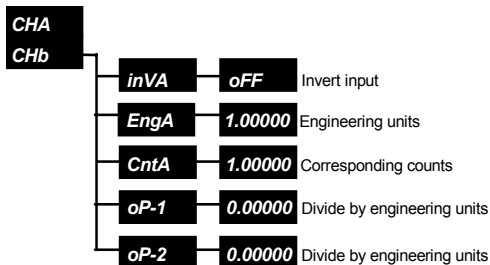 CHA
CHb
inVA oFF Invert input
EngA 1.00000 Engineering units
CntA 1.00000 Corresponding counts
oP-1 0.00000 Divide by engineering units
oP-2 0.00000 Divide by engineering units